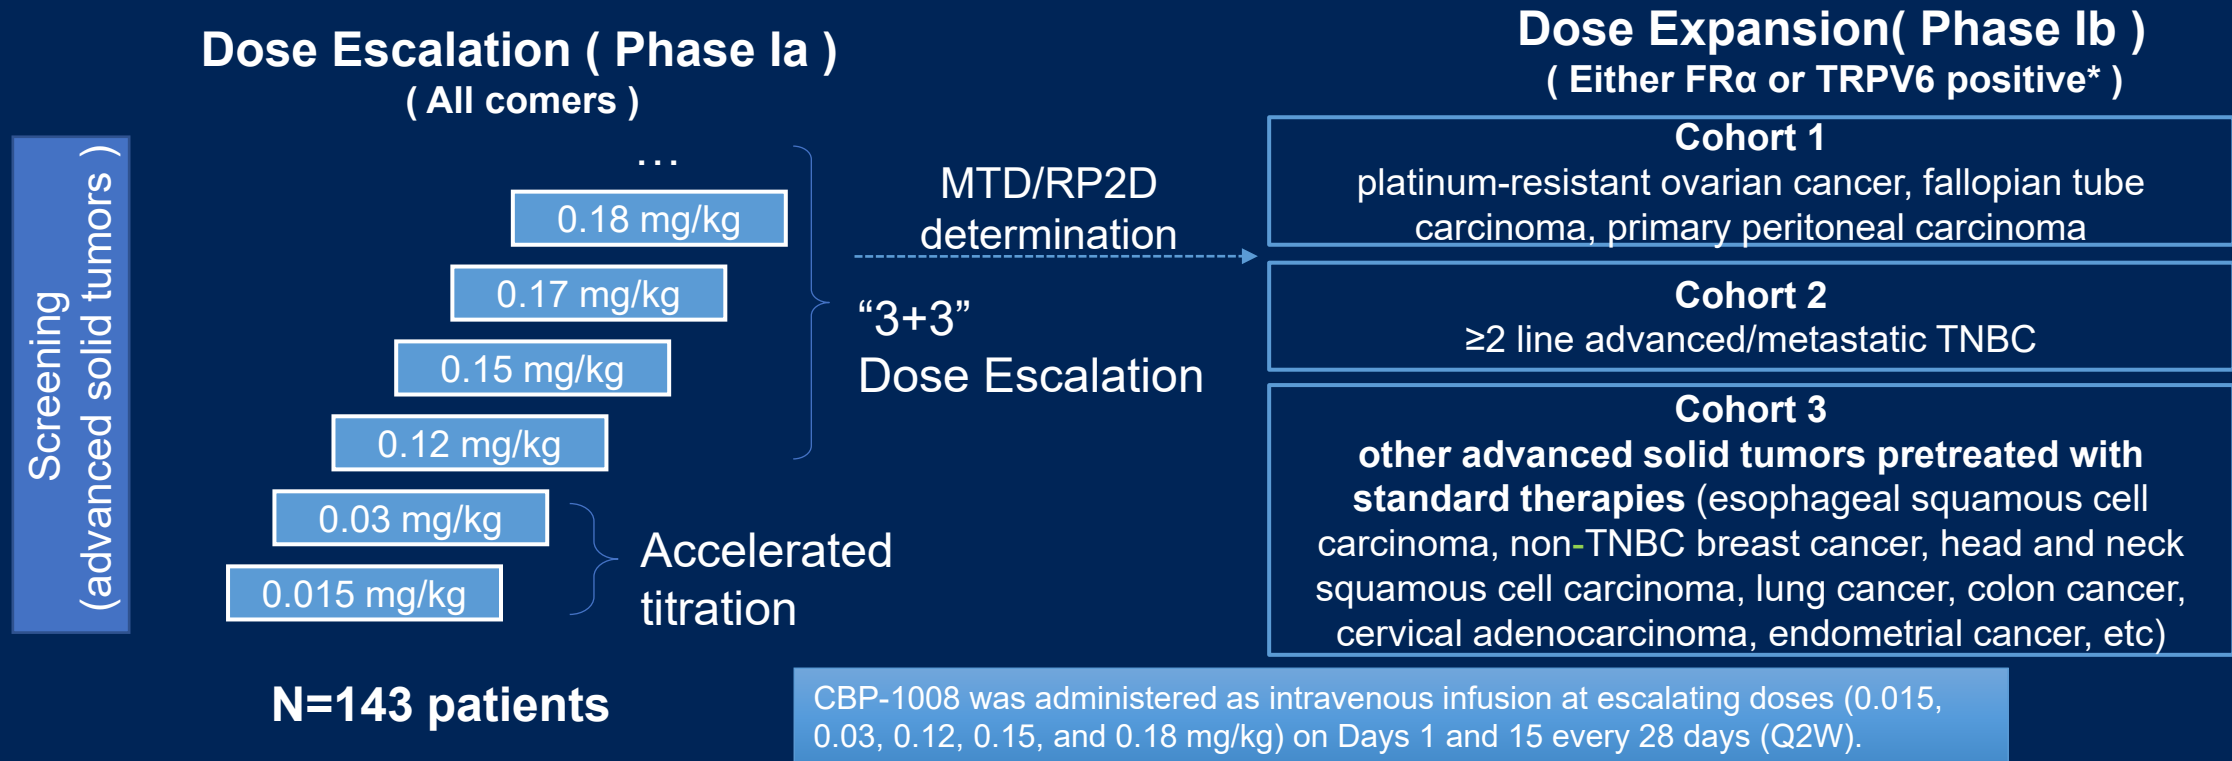 Dose Escalation ( Phase Ia )
( All comers )
Screening
(advanced solid tumors )
…
0.18 mg/kg
0.17 mg/kg
0.15 mg/kg
0.12 mg/kg
0.03 mg/kg
0.015 mg/kg
Accelerated
titration
MTD/RP2D
determination
“3+3”
Dose Escalation
Dose Expansion( Phase Ib )
( Either FRα or TRPV6 positive* )
Cohort 1
platinum-resistant ovarian cancer, fallopian tube
carcinoma, primary peritoneal carcinoma
Cohort 2
≥2 line advanced/metastatic TNBC
Cohort 3
other advanced solid tumors pretreated with
standard therapies (esophageal squamous cell
carcinoma, non-TNBC breast cancer, head and neck
squamous cell carcinoma, lung cancer, colon cancer,
cervical adenocarcinoma, endometrial cancer, etc)
N=143 patients
CBP-1008 was administered as intravenous infusion at escalating doses (0.015,
0.03, 0.12, 0.15, and 0.18 mg/kg) on Days 1 and 15 every 28 days (Q2W).